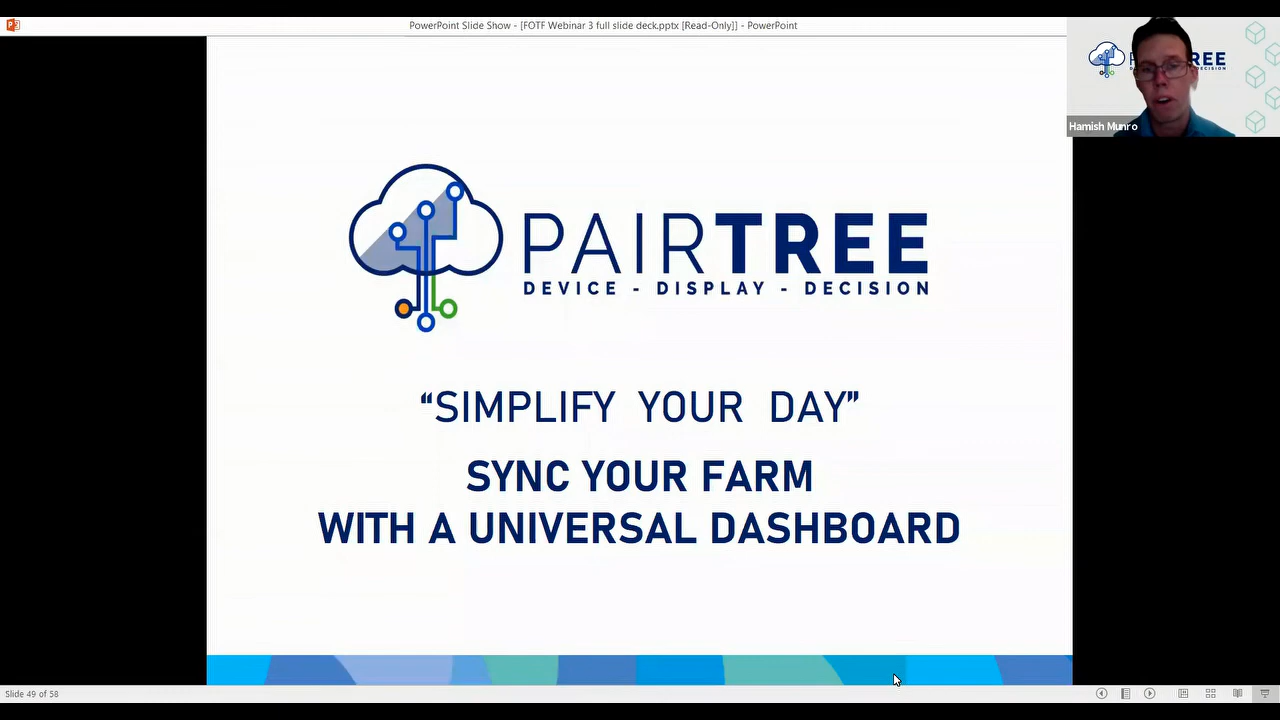 PowerPoint Slide Show - [FOTF Webinar 3 full slide deck.pptx [Read-Only]] - PowerPoint
REE
Hamish Munro
PAIRTREE
DEVICE - DISPLAY - DECISION
“SIMPLIFY YOUR DAY”
SYNC YOUR FARM
WITH A UNIVERSAL DASHBOARD
Slide 49 of 58